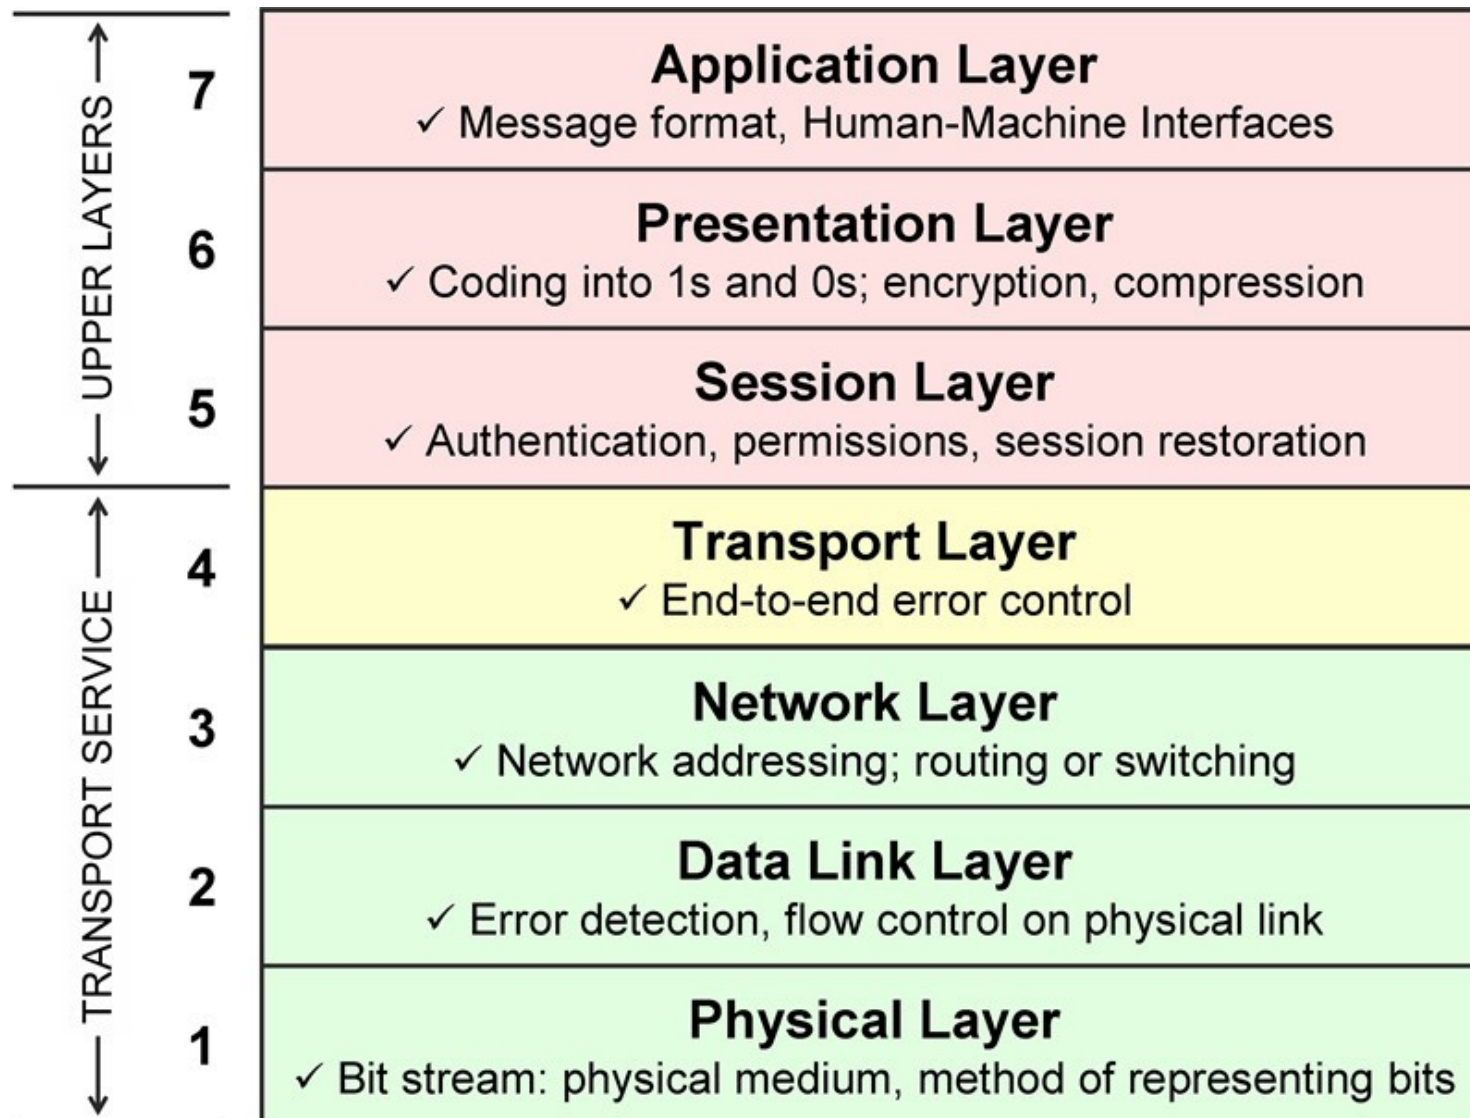 UPPER LAYERS
7
Application Layer
✓ Message format, Human-Machine Interfaces
6
Presentation Layer
✓ Coding into 1s and 0s; encryption, compression
5
Session Layer
✓ Authentication, permissions, session restoration
TRANSPORT SERVICE
4
Transport Layer
✓ End-to-end error control
3
Network Layer
✓ Network addressing; routing or switching
2
Data Link Layer
✓ Error detection, flow control on physical link
1
Physical Layer
✓ Bit stream: physical medium, method of representing bits